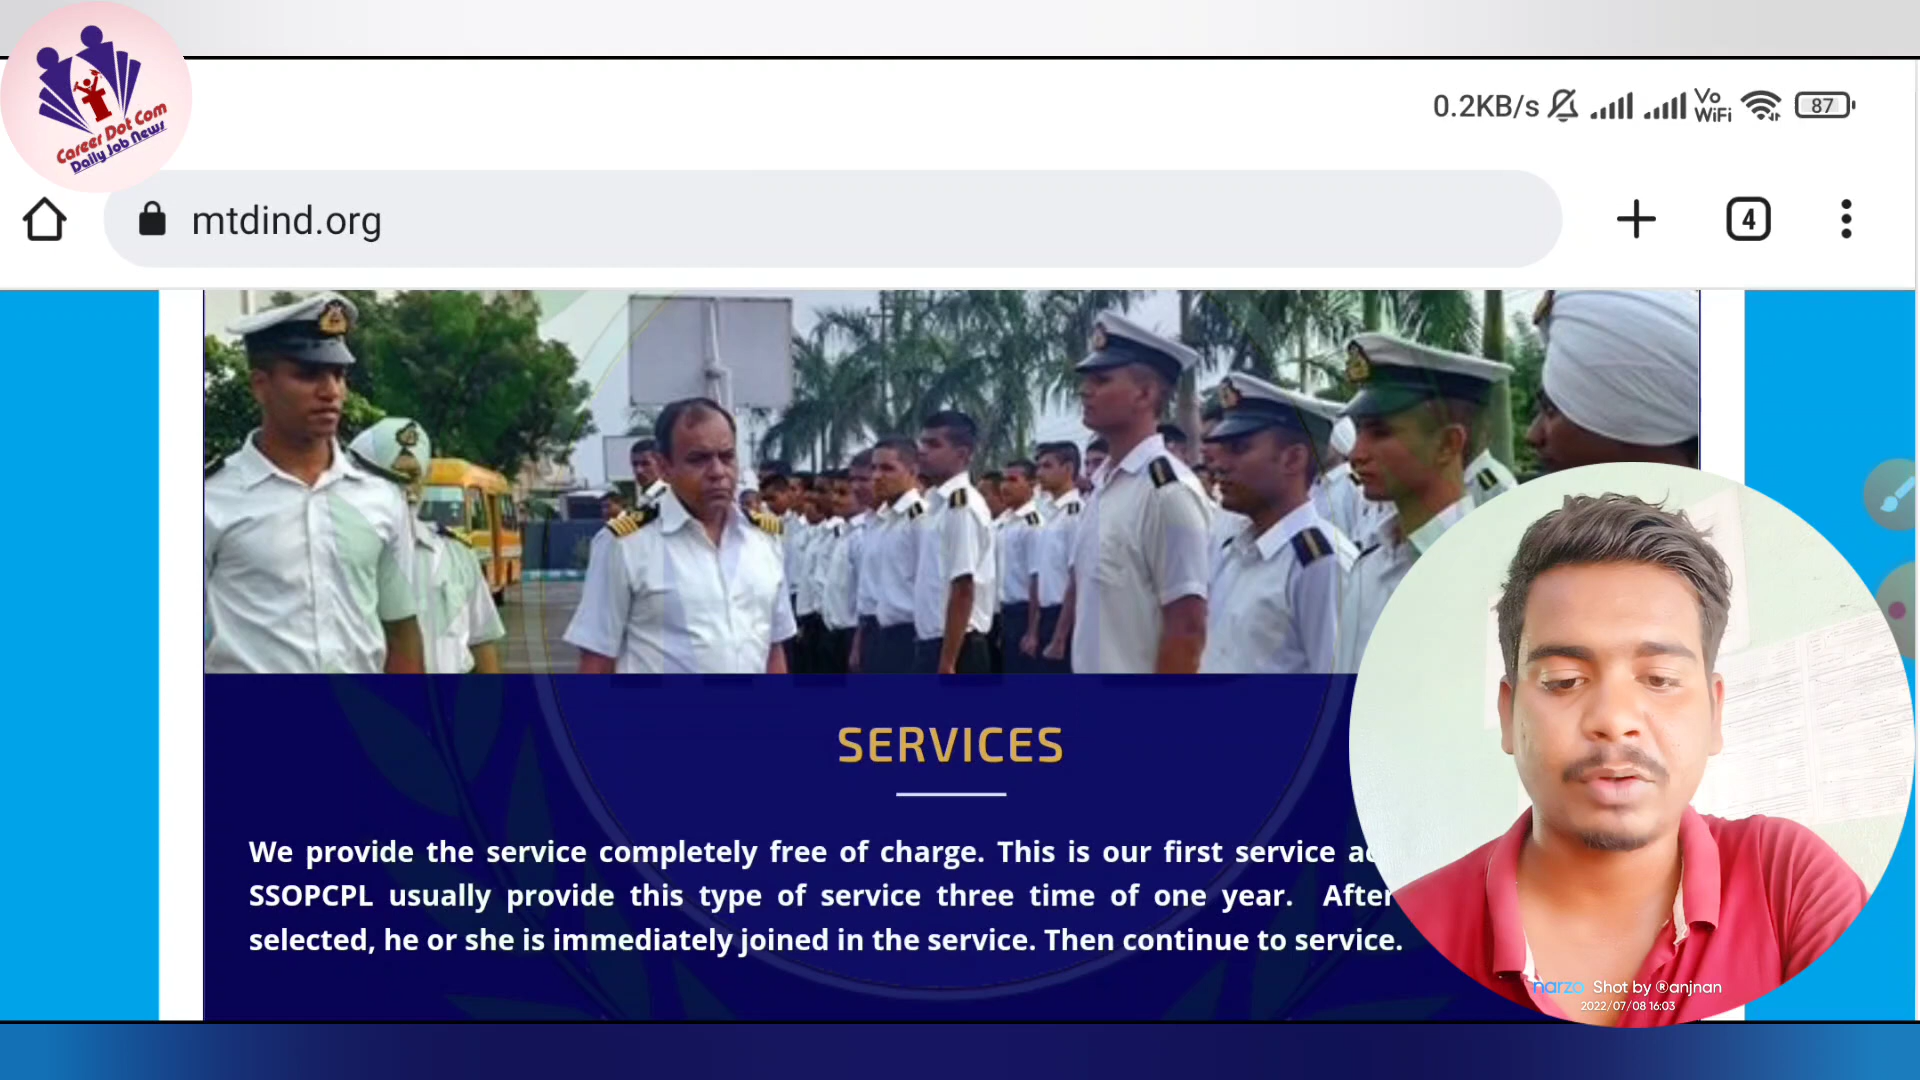 Career Dot Com
Daily Job News
0.2KB/s
Vo
WiFi
87
mtdind.org
4
SERVICES
We provide the service completely free of charge. This is our first service
SSOPCPL usually provide this type of service three time of one year. After
selected, he or she is immediately joined in the service. Then continue to service.
narzo Shot by ®anjnan
2022/07/08 16:03